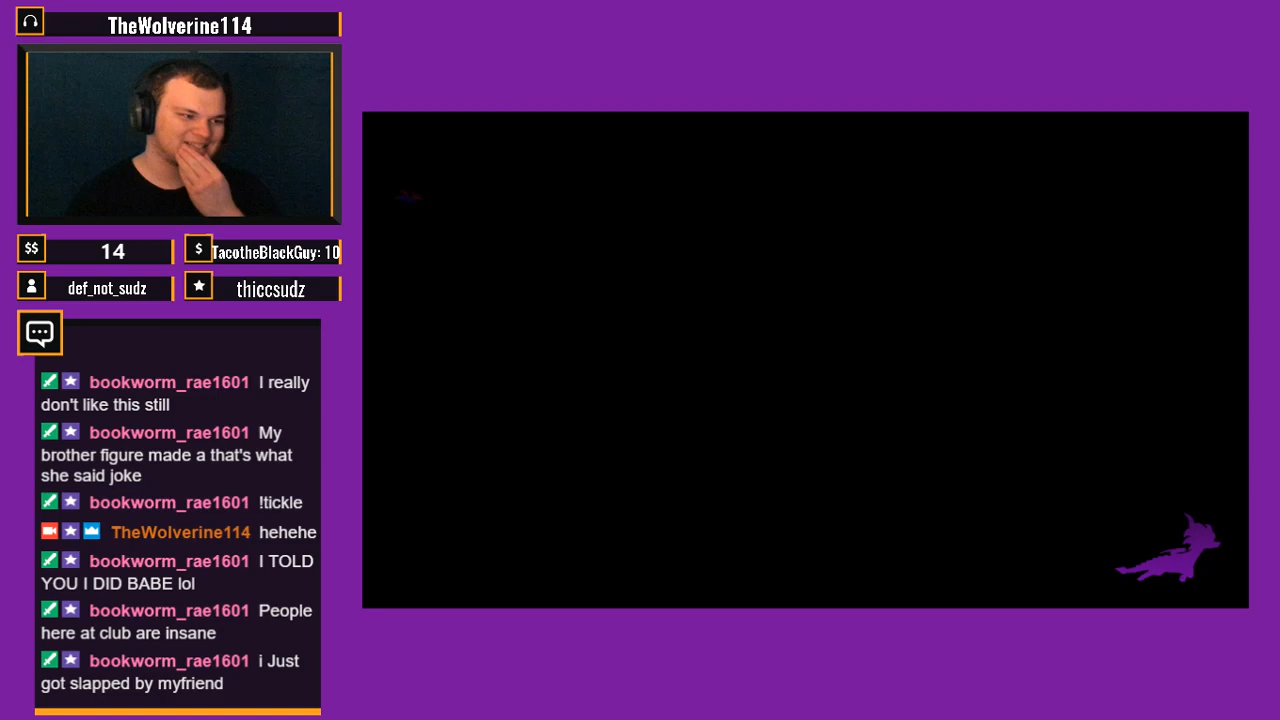 TheWolverine114
$$ 14
$ TacotheBlackGuy: 10
def_not_sudz
thiccsudz
bookworm_rae1601 I really
don't like this still
bookworm_rae1601 My
brother figure made a that's what
she said joke
bookworm_rae1601 !tickle
TheWolverine114 hehehe
bookworm_rae1601 I TOLD
YOU I DID BABE lol
bookworm_rae1601 People
here at club are insane
bookworm_rae1601 i Just
got slapped by myfriend